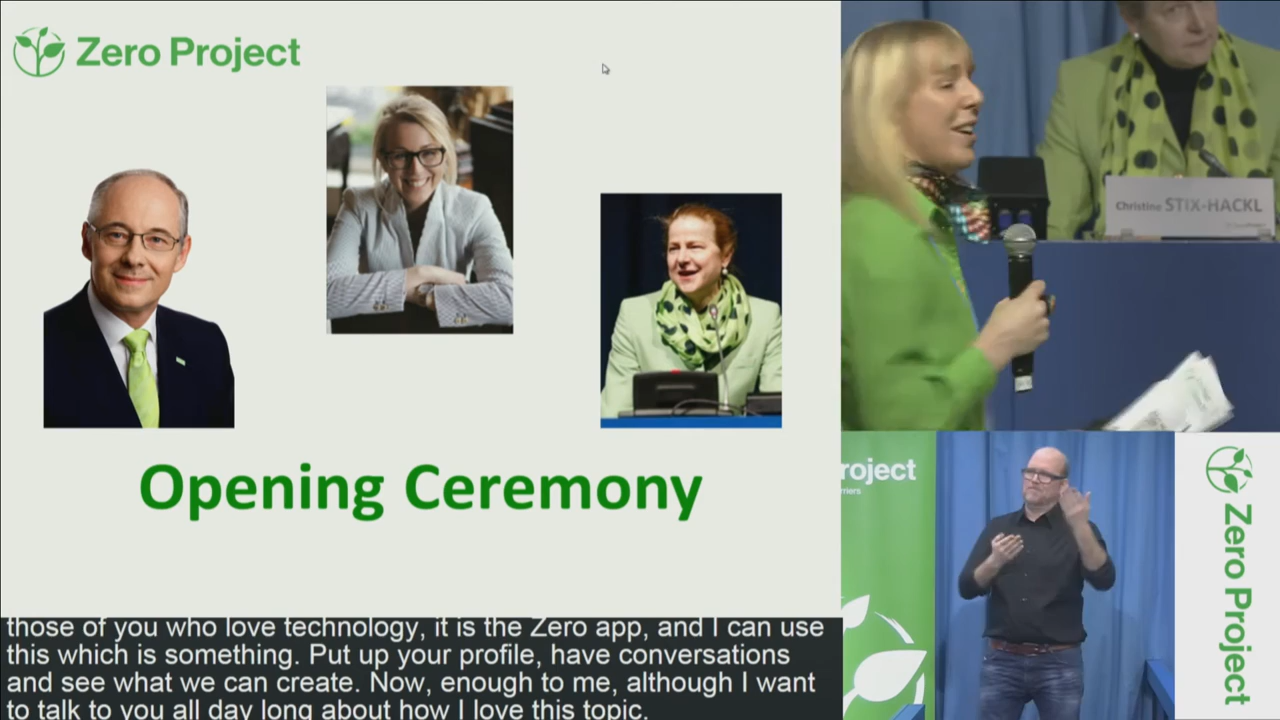 Zero Project
Opening Ceremony
those of you who love technology, it is the Zero app, and I can use
this which is something. Put up your profile, have conversations
and see what we can create. Now, enough to me, although I want
to talk to you all day long about how I love this topic.
Christine STIX-HACKL
roject
rriers
Zero Project